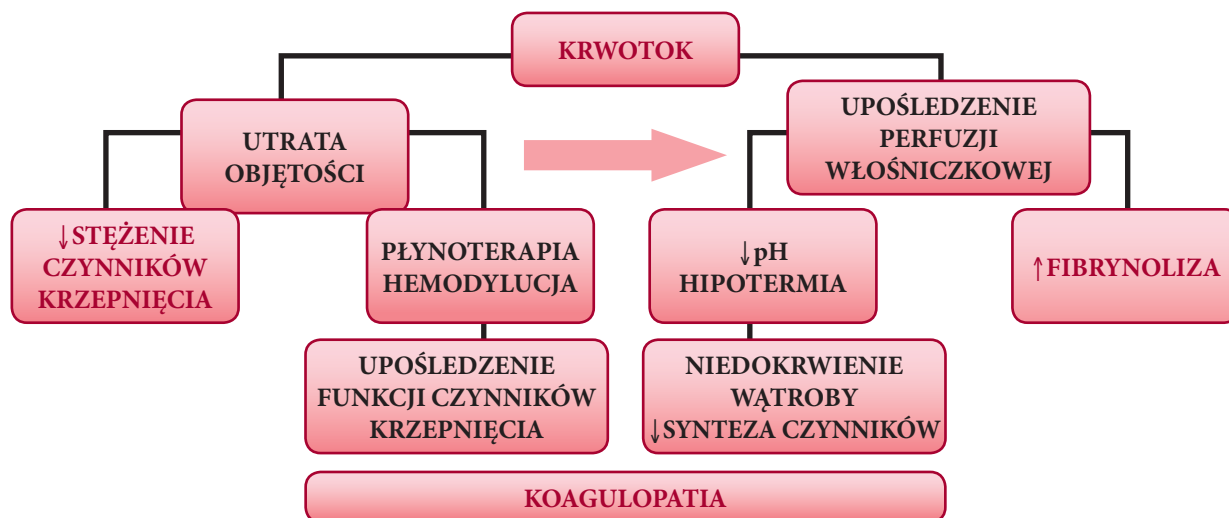 KRWOTOK
UTRATA
OBJĘTOŚCI
UPOŚLEDZENIE
PERFUZJI
WŁOŚNICZKOWEJ
↓STĘŻENIE
CZYNNIKÓW
KRZEPNIĘCIA
PŁYNOTERAPIA
HEMODYLUCJA
↓pH
HIPOTERMIA
↑FIBRYNOLIZA
UPOŚLEDZENIE
FUNKCJI CZYNNIKÓW
KRZEPNIĘCIA
NIEDOKRWIENIE
WĄTROBY
↓SYNTEZA CZYNNIKÓW
KOAGULOPATIA